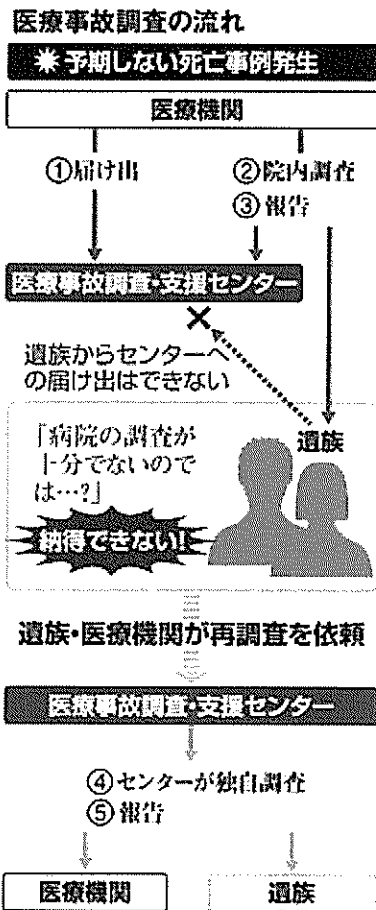 医療事故調査の流れ
予期しない死亡事例発生
医療機関
①届け出
②院内調査
③報告
医療事故調査・支援センター
×
遺族からセンターへ
の届け出はできない
遺族
「病院の調査が
十分でないので
は…?」
納得できない!
遺族・医療機関が再調査を依頼
医療事故調査・支援センター
④センターが独自調査
⑤報告
医療機関
遺族